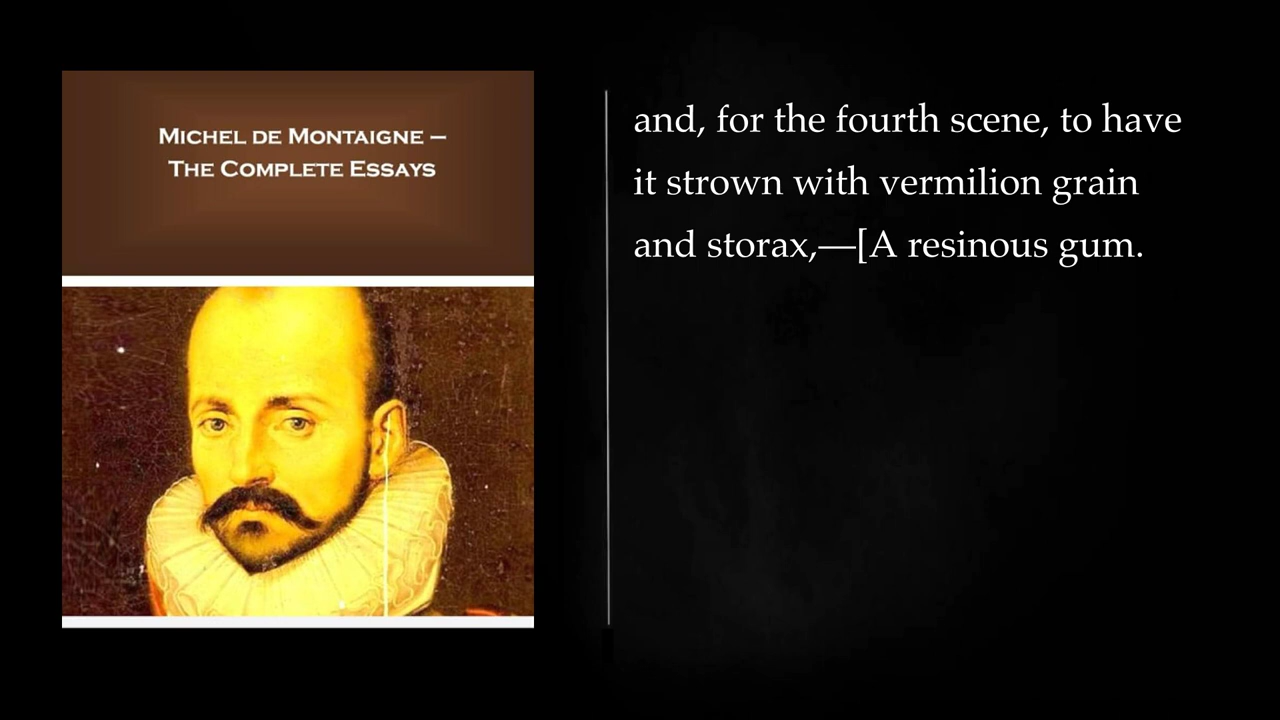 Michel de Montaigne –
The Complete Essays
and, for the fourth scene, to have
it strown with vermilion grain
and storax,—[A resinous gum.